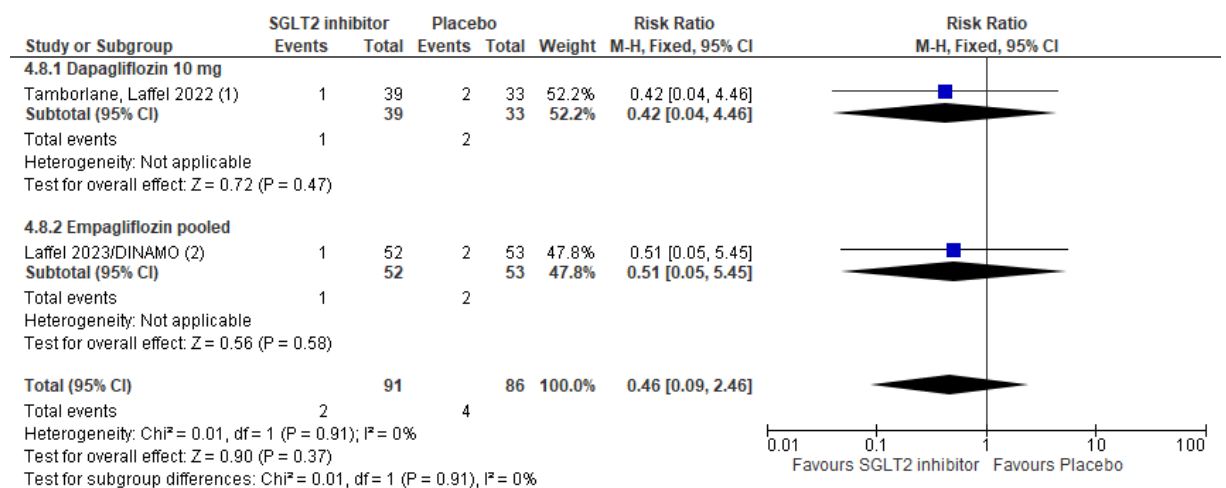 SGLT2 inhibitor Placebo Risk Ratio Risk Ratio
Study or Subgroup Events Total Events Total Weight M-H, Fixed, 95% CI M-H, Fixed, 95% CI
4.8.1 Dapagliflozin 10 mg
Tamborlane, Laffel 2022 (1) 1 39 2 33 52.2% 0.42 [0.04, 4.46]
Subtotal (95% CI) 39 33 52.2% 0.42 [0.04, 4.46]
Total events 1 2
Heterogeneity: Not applicable
Test for overall effect: Z = 0.72 (P = 0.47)
4.8.2 Empagliflozin pooled
Laffel 2023/DINAMO (2) 1 52 2 53 47.8% 0.51 [0.05, 5.45]
Subtotal (95% CI) 52 53 47.8% 0.51 [0.05, 5.45]
Total events 1 2
Heterogeneity: Not applicable
Test for overall effect: Z = 0.56 (P = 0.58)
Total (95% CI) 91 86 100.0% 0.46 [0.09, 2.46]
Total events 2 4
Heterogeneity: Chi² = 0.01, df = 1 (P = 0.91); I² = 0%
Test for overall effect: Z = 0.90 (P = 0.37)
Test for subgroup differences: Chi² = 0.01, df = 1 (P = 0.91), I² = 0%
0.01 0.1 1 10 100
Favours SGLT2 inhibitor Favours Placebo